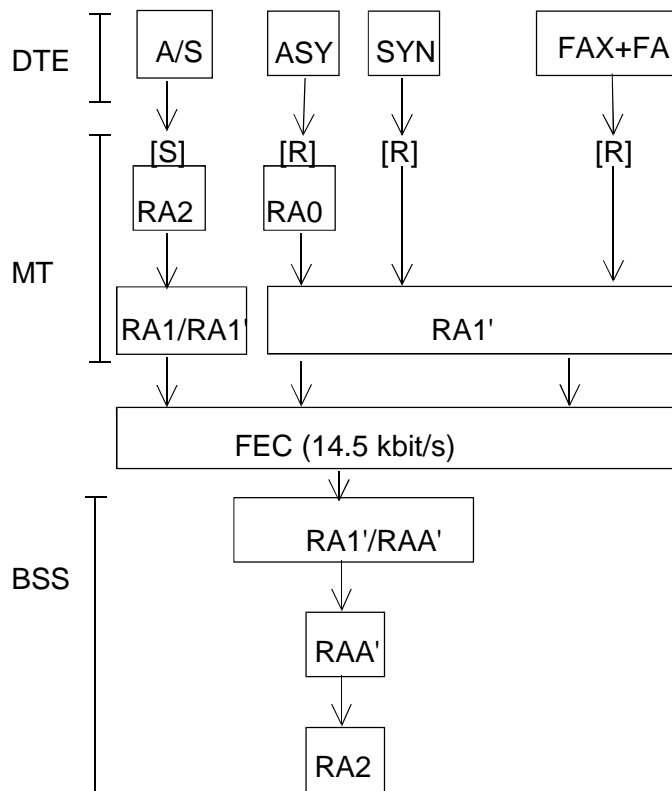 DTE
A/S
ASY
SYN
FAX+FA
[S]
[R]
[R]
[R]
MT
RA2
RA0
RA1/RA1'
RA1'
FEC (14.5 kbit/s)
BSS
RA1'/RAA'
RAA'
RA2